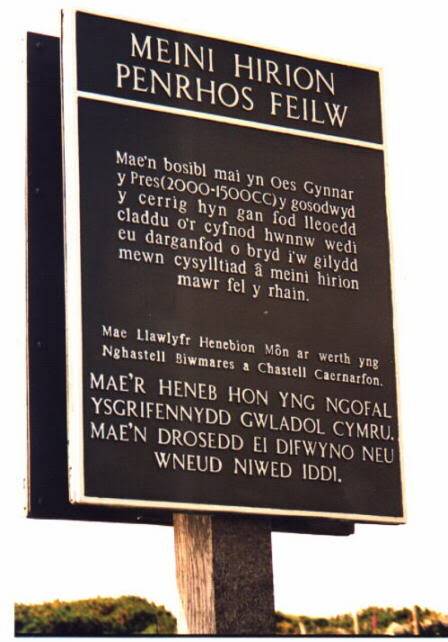 MEINI HIRION
PENRHOS FEILW
Mae'n bosibl mai yn Oes Gynnar
y Pres(2000-1500CC)y gosodwyd
y cerrig hyn gan fod lleoedd
claddu o'r cyfnod hwnnw wedi
eu darganfod o bryd i'w gilydd
mewn cysylltiad â meini hirion
mawr fel y rhain.
Mae Llawlyfr Henebion Môn ar werth yng
Nghastell Biwmares a Chastell Caernarfon.
MAE'R HENEB HON YNG NGOFAL
YSGRIFENNYDD GWLADOL CYMRU.
MAE'N DROSEDD EI DIFWYNO NEU
WNEUD NIWED IDDI.